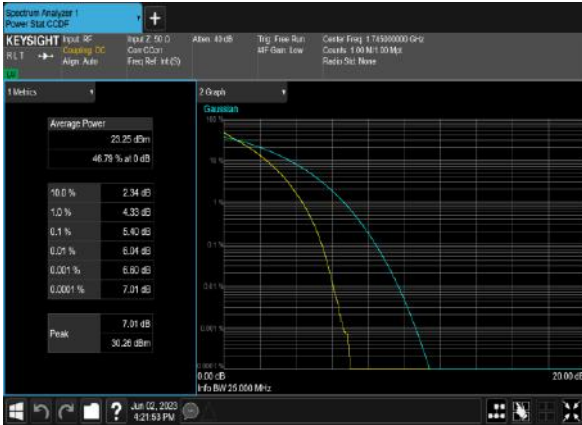 Spectrum Analyzer 1
Power Stat CCDF
+
KEYSIGHT
Input: RF
Coupling: DC
Align: Auto
Input Z: 50 Ω
Corr CCorr
Freq Ref: Int (S)
Atten: 40 dB
Trig: Free Run
#IF Gain: Low
Center Freq: 1.745000000 GHz
Counts: 1.00 M/1.00 Mpt
Radio Std: None
RLT
1 Metrics
2 Graph
Gaussian
Average Power
23.25 dBm
46.79 % at 0 dB
10.0 % 2.34 dB
1.0 % 4.33 dB
0.1 % 5.40 dB
0.01 % 6.04 dB
0.001 % 6.60 dB
0.0001 % 7.01 dB
Peak
7.01 dB
30.26 dBm
100 %
10 %
1 %
0.1 %
0.01 %
0.001 %
0.0001 %
0.00 dB
20.00 dB
Info BW 25.000 MHz
?
Jun 02, 2023
4:21:53 PM